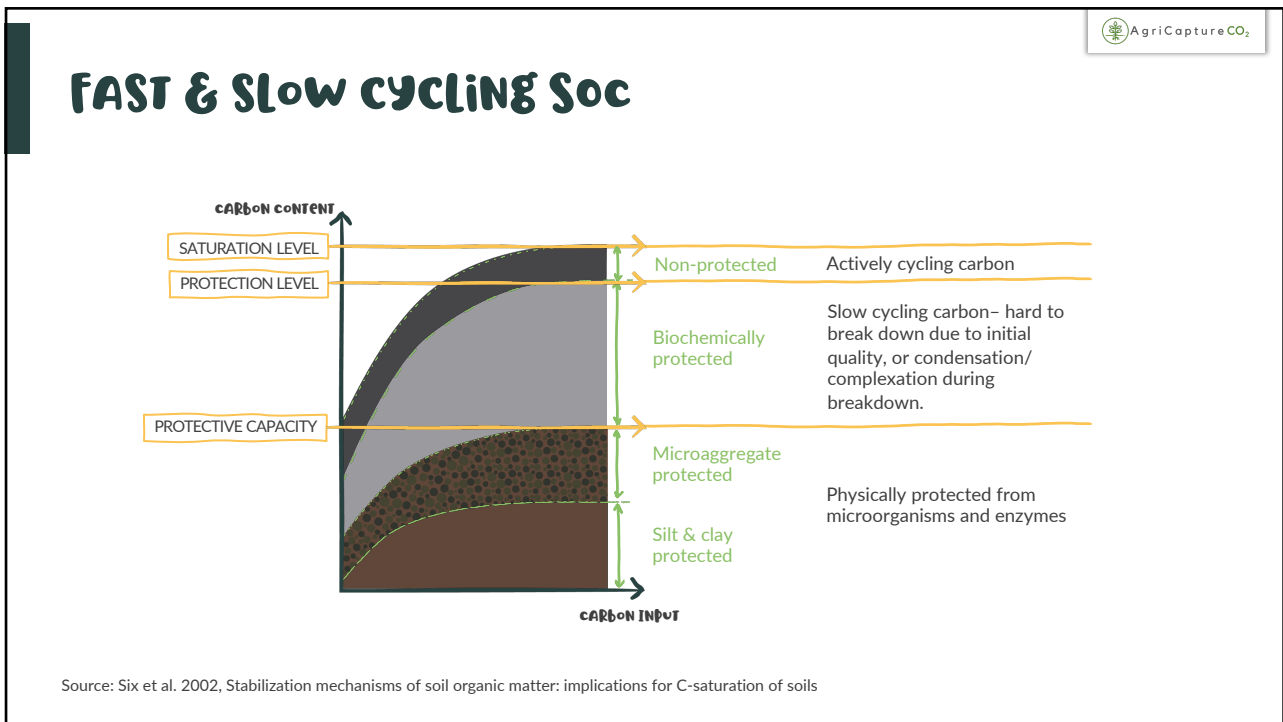 AgriCaptureCO₂
FAST & SLOW CYCLING SOC
CARBON CONTENT
SATURATION LEVEL
PROTECTION LEVEL
PROTECTIVE CAPACITY
Non-protected
Actively cycling carbon
Biochemically
protected
Slow cycling carbon– hard to
break down due to initial
quality, or condensation/
complexation during
breakdown.
Microaggregate
protected
Silt & clay
protected
Physically protected from
microorganisms and enzymes
CARBON INPUT
Source: Six et al. 2002, Stabilization mechanisms of soil organic matter: implications for C-saturation of soils